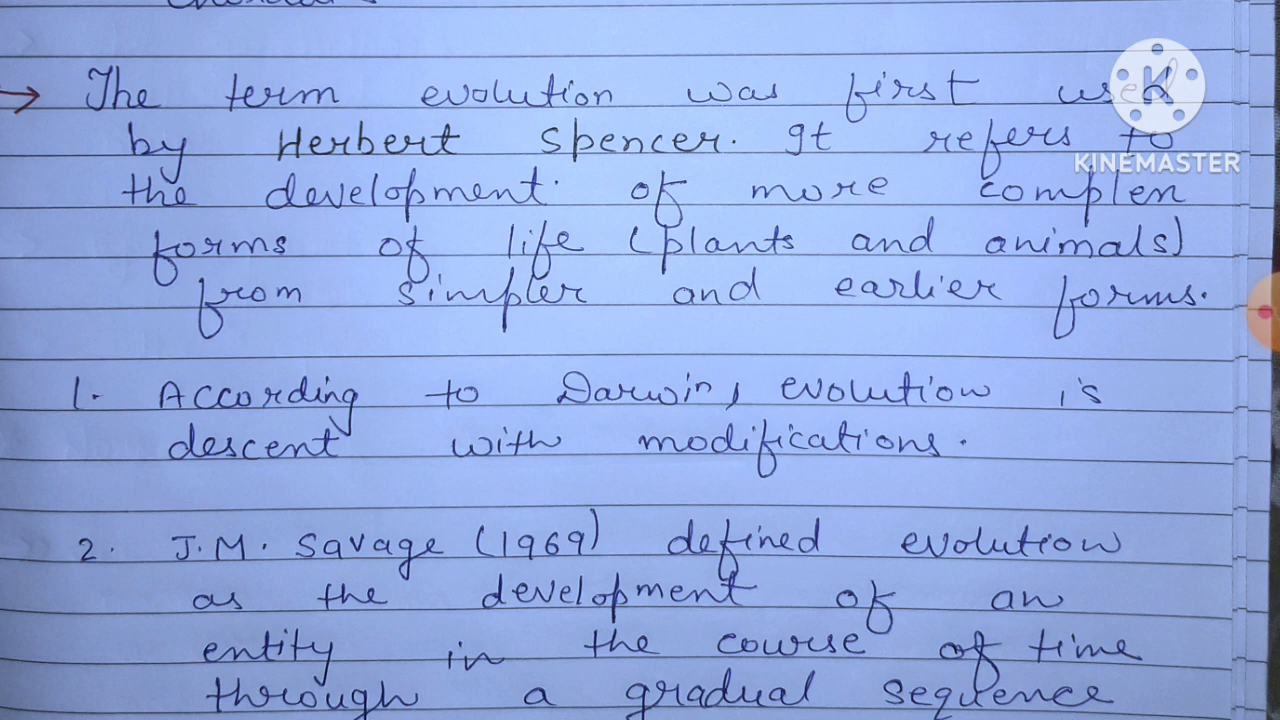 → The term evolution was first used
by Herbert Spencer. It refers to
KINEMASTER
the development of more complex
forms of life (plants and animals)
from simpler and earlier forms.
1. According to Darwin, evolution is
descent with modifications.
2. J.M. Savage (1969) defined evolution
as the development of an
entity in the course of time
through a gradual sequence